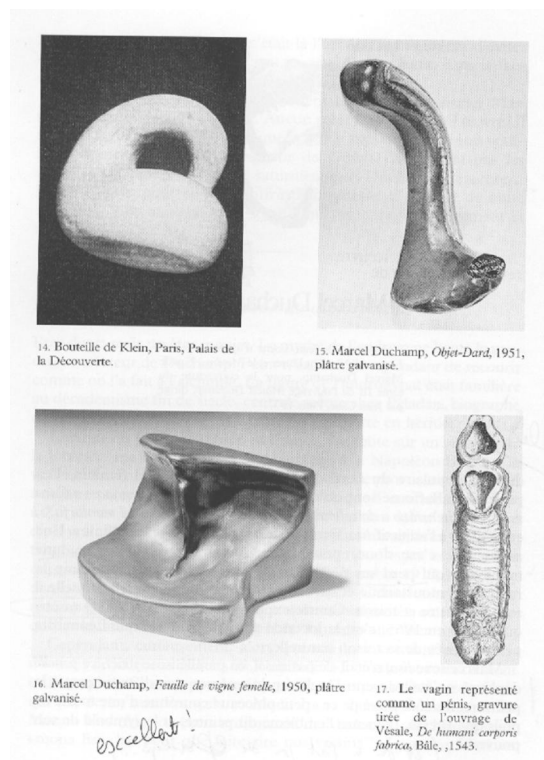 14. Bouteille de Klein, Paris, Palais de
la Découverte.
15. Marcel Duchamp, Objet-Dard, 1951,
plâtre galvanisé.
16. Marcel Duchamp, Feuille de vigne femelle, 1950, plâtre
galvanisé.
17. Le vagin représenté
comme un pénis, gravure
tirée de l'ouvrage de
Vésale, De humani corporis
fabrica, Bâle, ,1543.
esccellent!